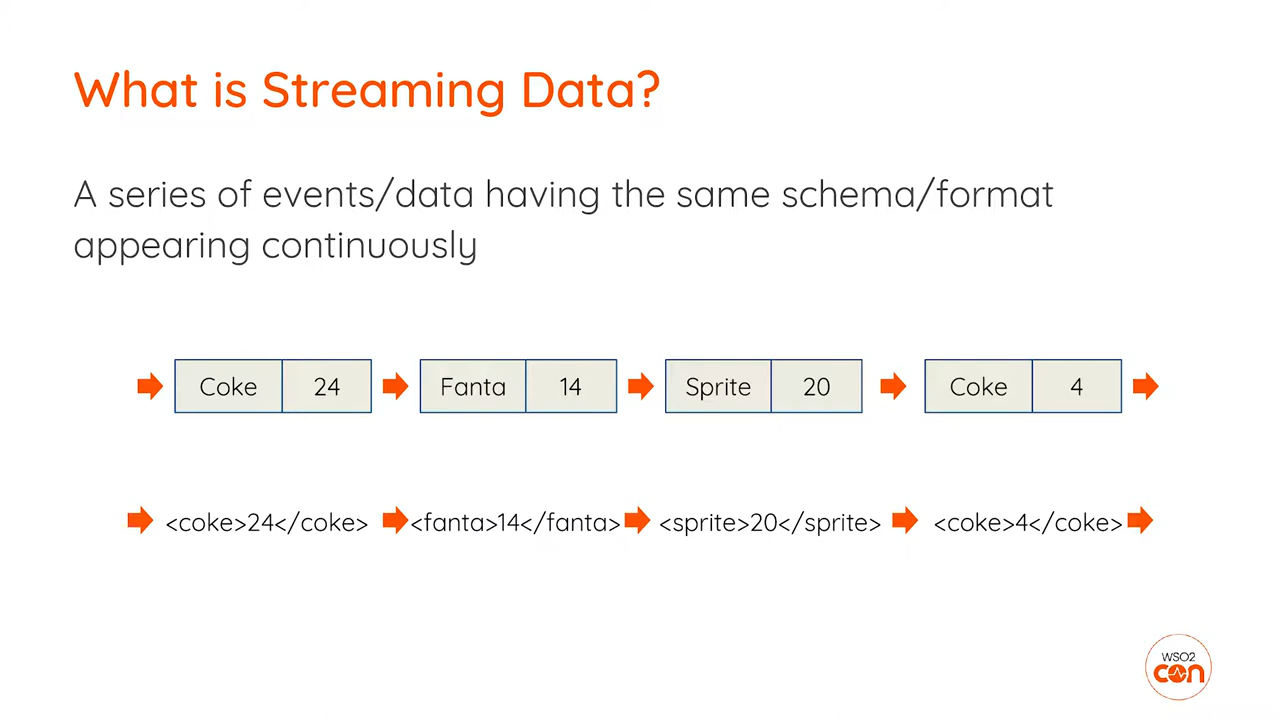 What is Streaming Data?
A series of events/data having the same schema/format
appearing continuously
Coke 24 Fanta 14 Sprite 20 Coke 4
<coke>24</coke> <fanta>14</fanta> <sprite>20</sprite> <coke>4</coke>
WSO2
con